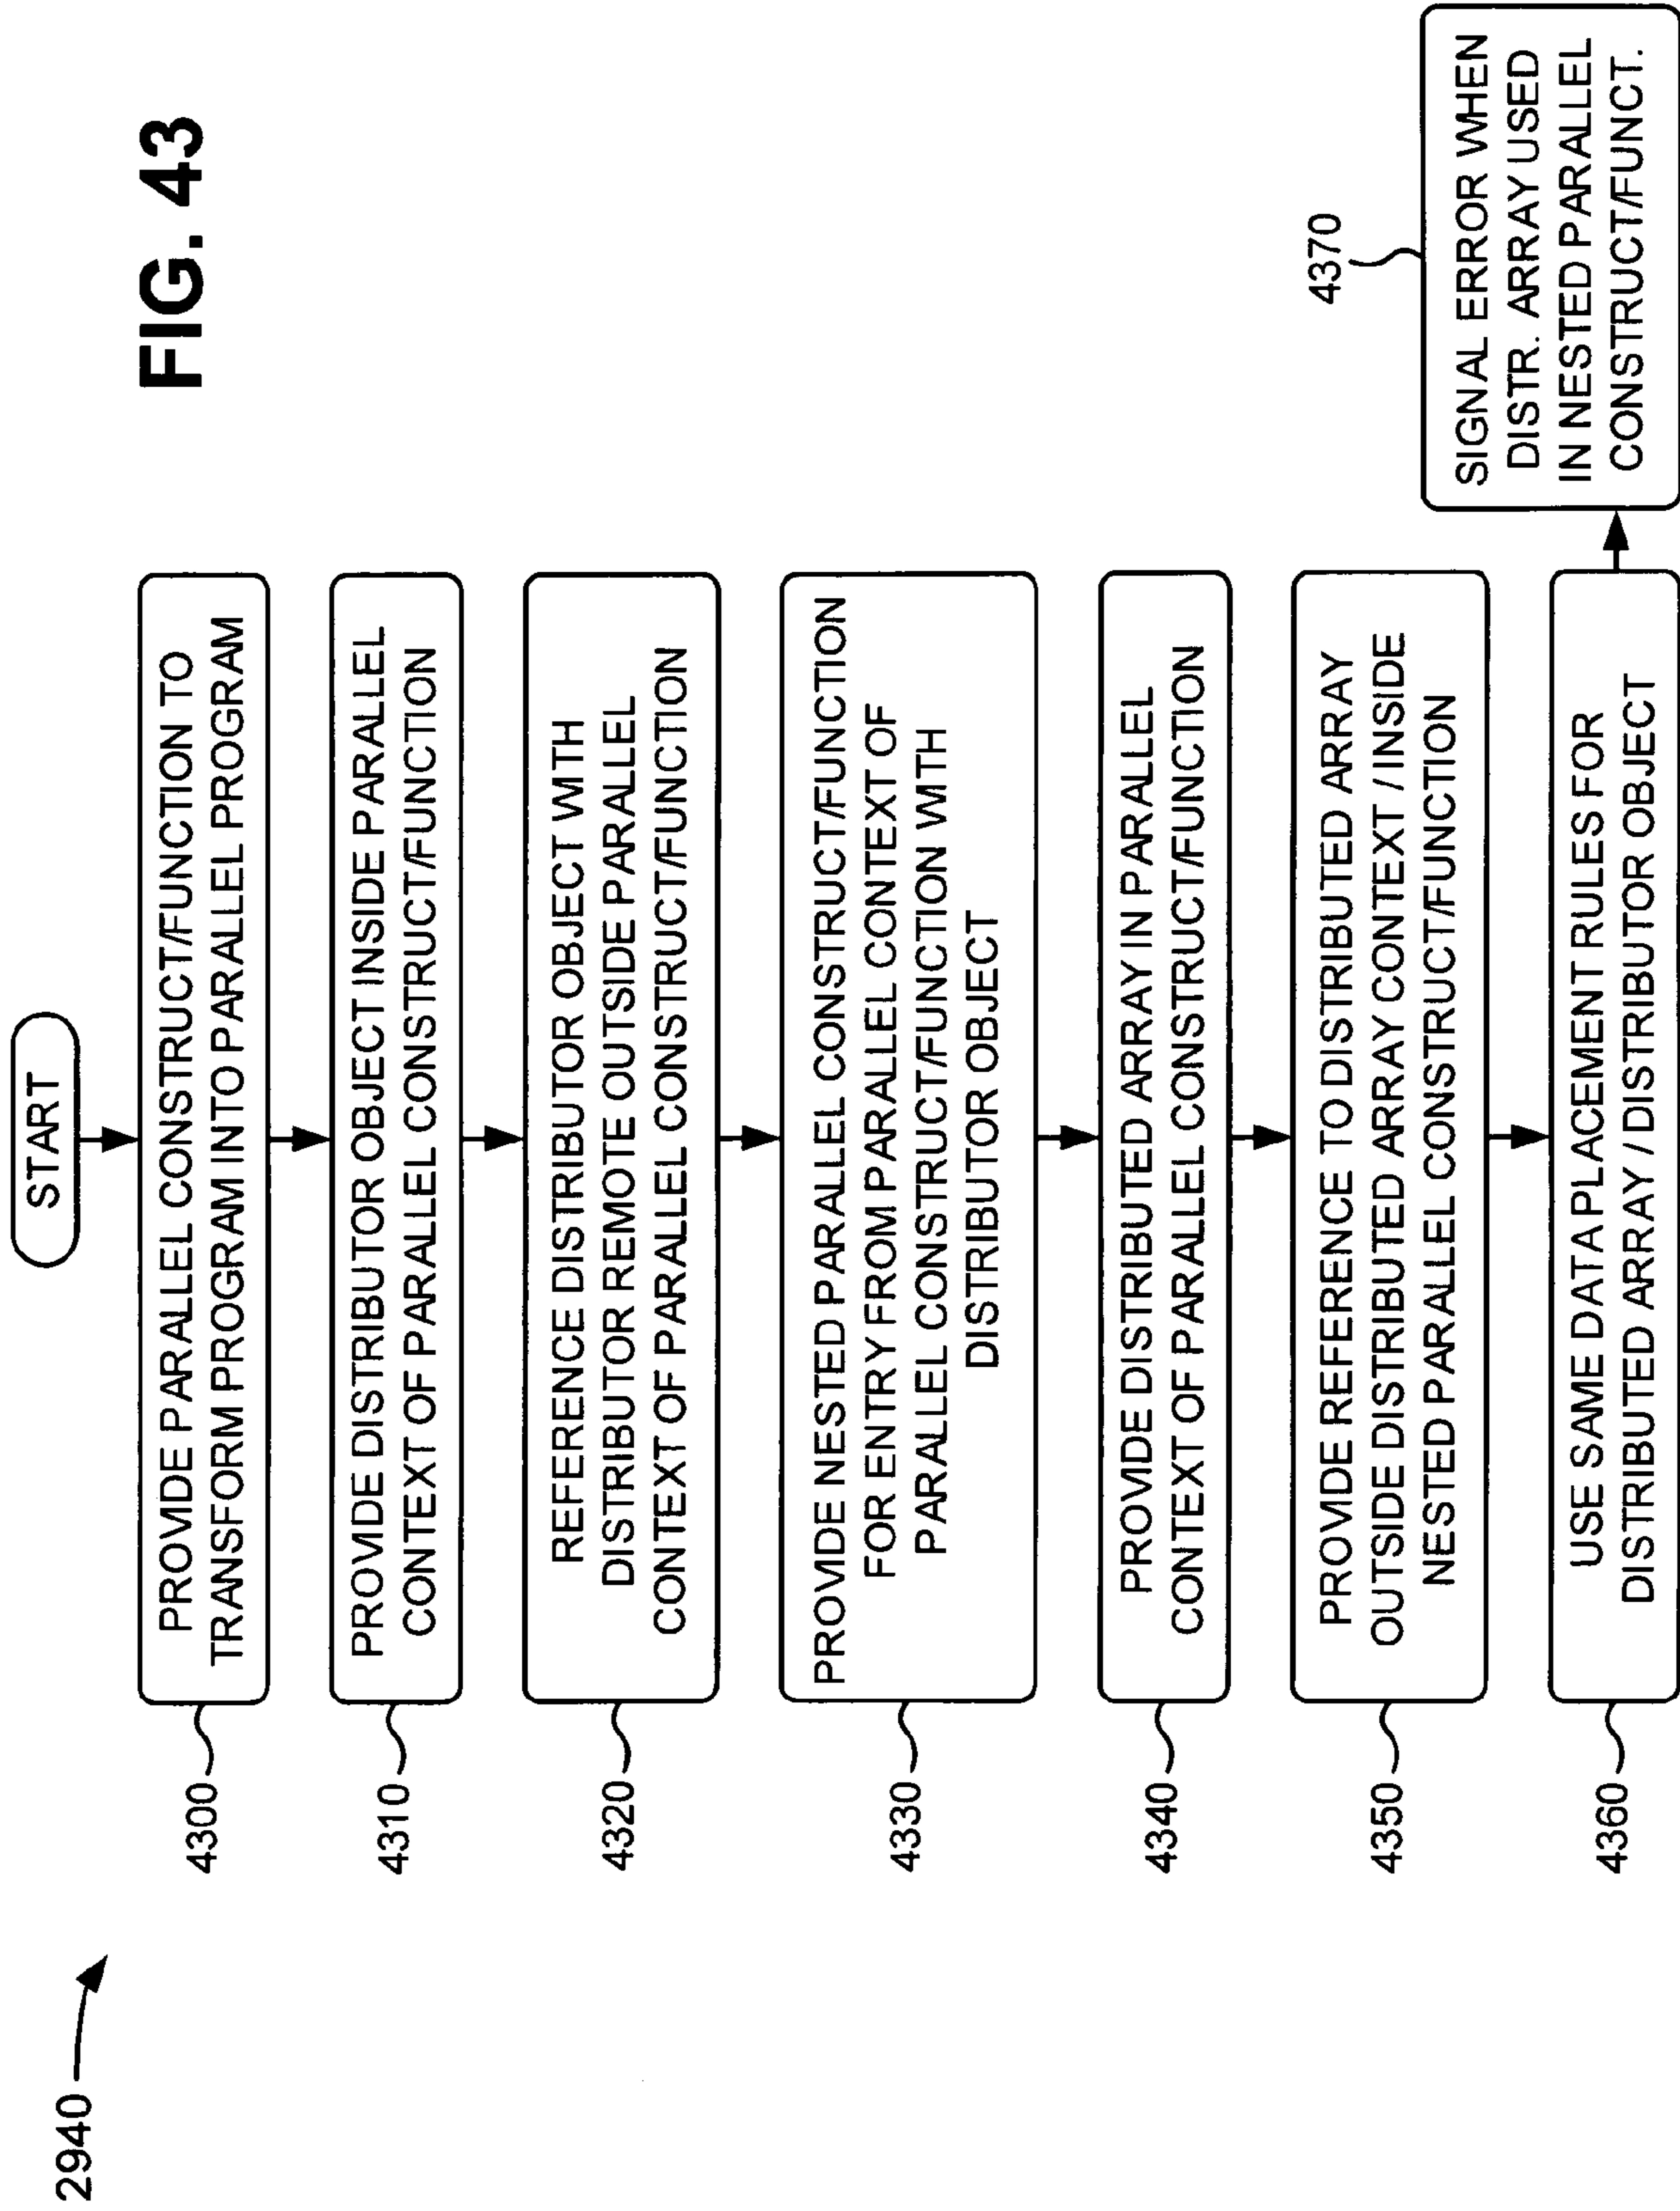 2940
FIG. 43
START
4300
PROVIDE PARALLEL CONSTRUCT/FUNCTION TO
TRANSFORM PROGRAM INTO PARALLEL PROGRAM
4310
PROVIDE DISTRIBUTOR OBJECT INSIDE PARALLEL
CONTEXT OF PARALLEL CONSTRUCT/FUNCTION
4320
REFERENCE DISTRIBUTOR OBJECT WITH
DISTRIBUTOR REMOTE OUTSIDE PARALLEL
CONTEXT OF PARALLEL CONSTRUCT/FUNCTION
4330
PROVIDE NESTED PARALLEL CONSTRUCT/FUNCTION
FOR ENTRY FROM PARALLEL CONTEXT OF
PARALLEL CONSTRUCT/FUNCTION WITH
DISTRIBUTOR OBJECT
4340
PROVIDE DISTRIBUTED ARRAY IN PARALLEL
CONTEXT OF PARALLEL CONSTRUCT/FUNCTION
4350
PROVIDE REFERENCE TO DISTRIBUTED ARRAY
OUTSIDE DISTRIBUTED ARRAY CONTEXT / INSIDE
NESTED PARALLEL CONSTRUCT/FUNCTION
4360
USE SAME DATA PLACEMENT RULES FOR
DISTRIBUTED ARRAY / DISTRIBUTOR OBJECT
4370
SIGNAL ERROR WHEN
DISTR. ARRAY USED
IN NESTED PARALLEL
CONSTRUCT/FUNCT.